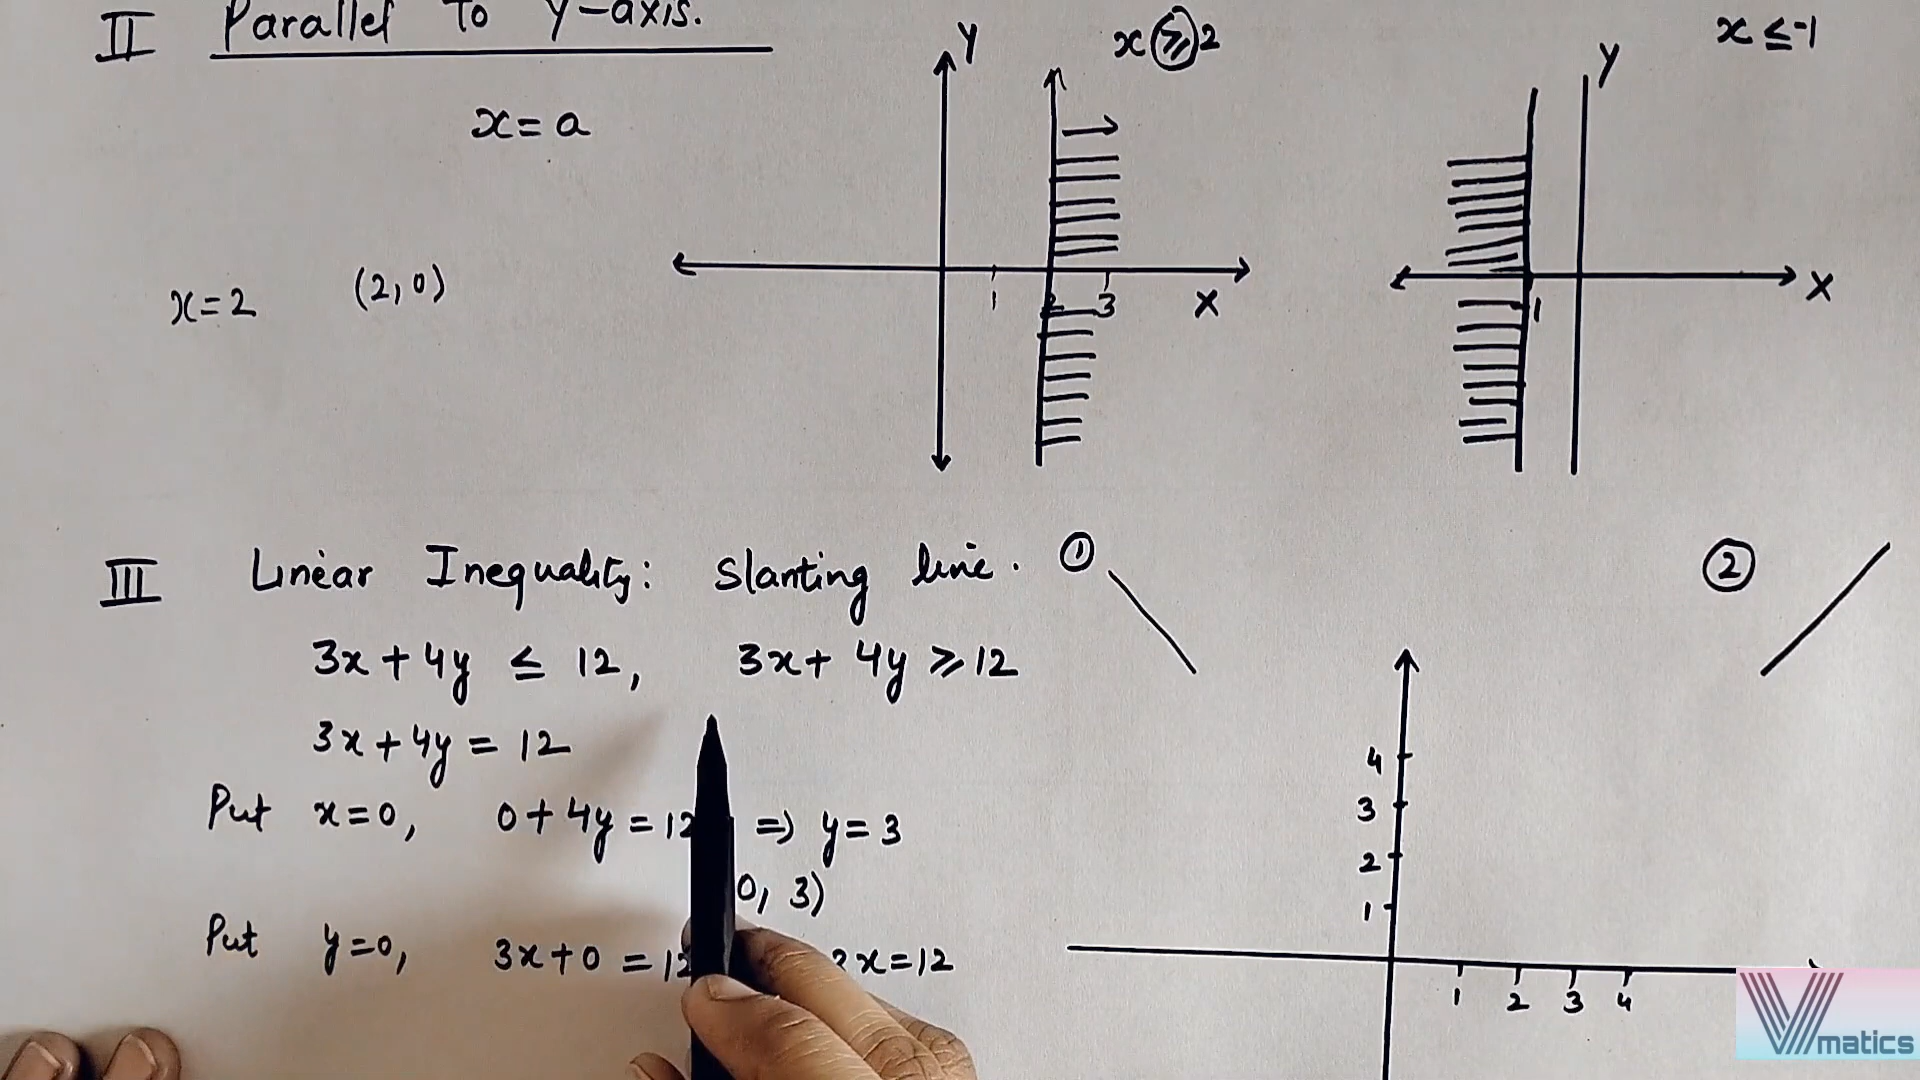 II Parallel To Y-axis.
x = a
x = 2 (2, 0)
x ≥ 2
Y
1 2 3 X
x ≤ -1
Y
1 X
III Linear Inequality: Slanting line. ① ②
3x + 4y ≤ 12, 3x + 4y ≥ 12
3x + 4y = 12
Put x = 0, 0 + 4y = 12 => y = 3
0, 3)
Put y = 0, 3x + 0 = 12 3x = 12
4
3
2
1
1 2 3 4
Vmatics